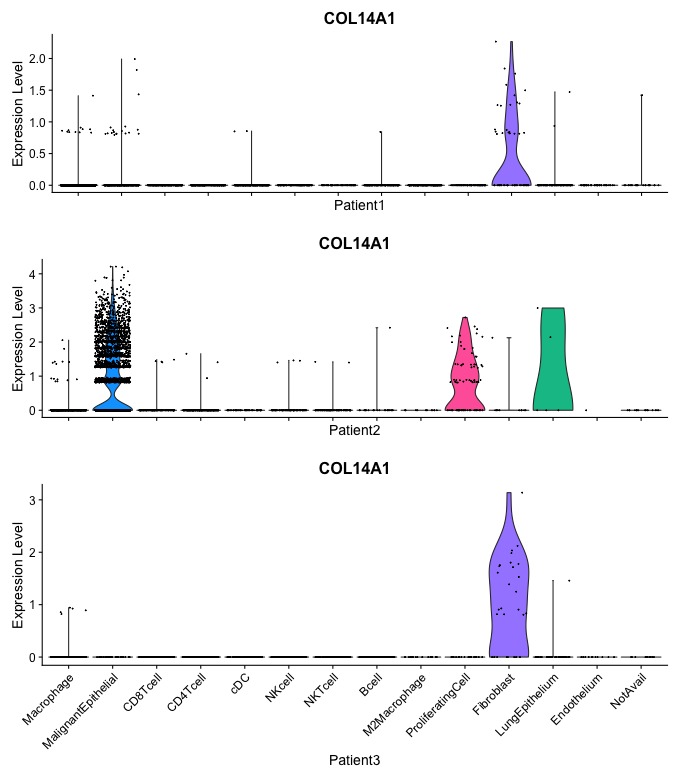 COL14A1
Expression Level
2.0
1.5
1.0
0.5
0.0
Patient1
COL14A1
Expression Level
4
3
2
1
0
Patient2
COL14A1
Expression Level
3
2
1
0
Macrophage
MalignantEpithelial
CD8Tcell
CD4Tcell
cDC
NKcell
NKTcell
Bcell
M2Macrophage
ProliferatingCell
Fibroblast
LungEpithelium
Endothelium
NotAvail
Patient3